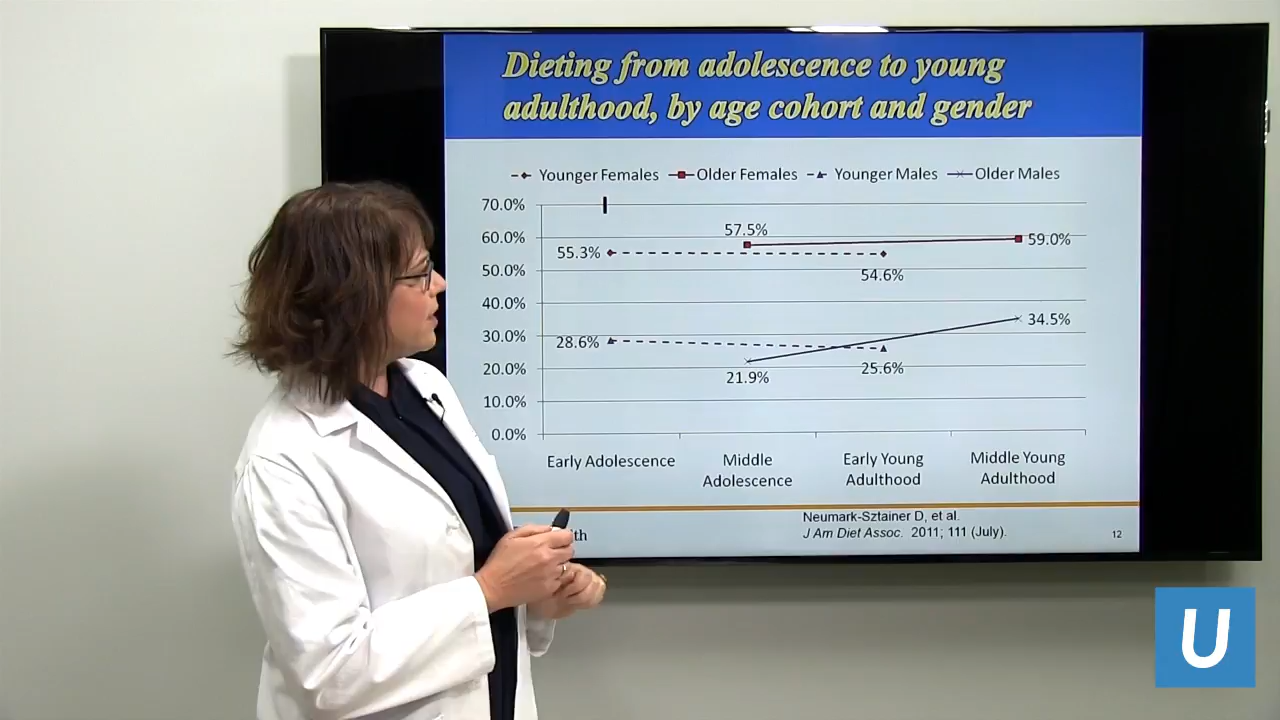 Dieting from adolescence to young
adulthood, by age cohort and gender
Younger Females Older Females Younger Males Older Males
70.0%
60.0%
50.0%
40.0%
30.0%
20.0%
10.0%
0.0%
55.3%
57.5%
54.6%
59.0%
28.6%
21.9%
25.6%
34.5%
Early Adolescence
Middle
Adolescence
Early Young
Adulthood
Middle Young
Adulthood
Neumark-Sztainer D, et al.
J Am Diet Assoc. 2011; 111 (July).
12
U